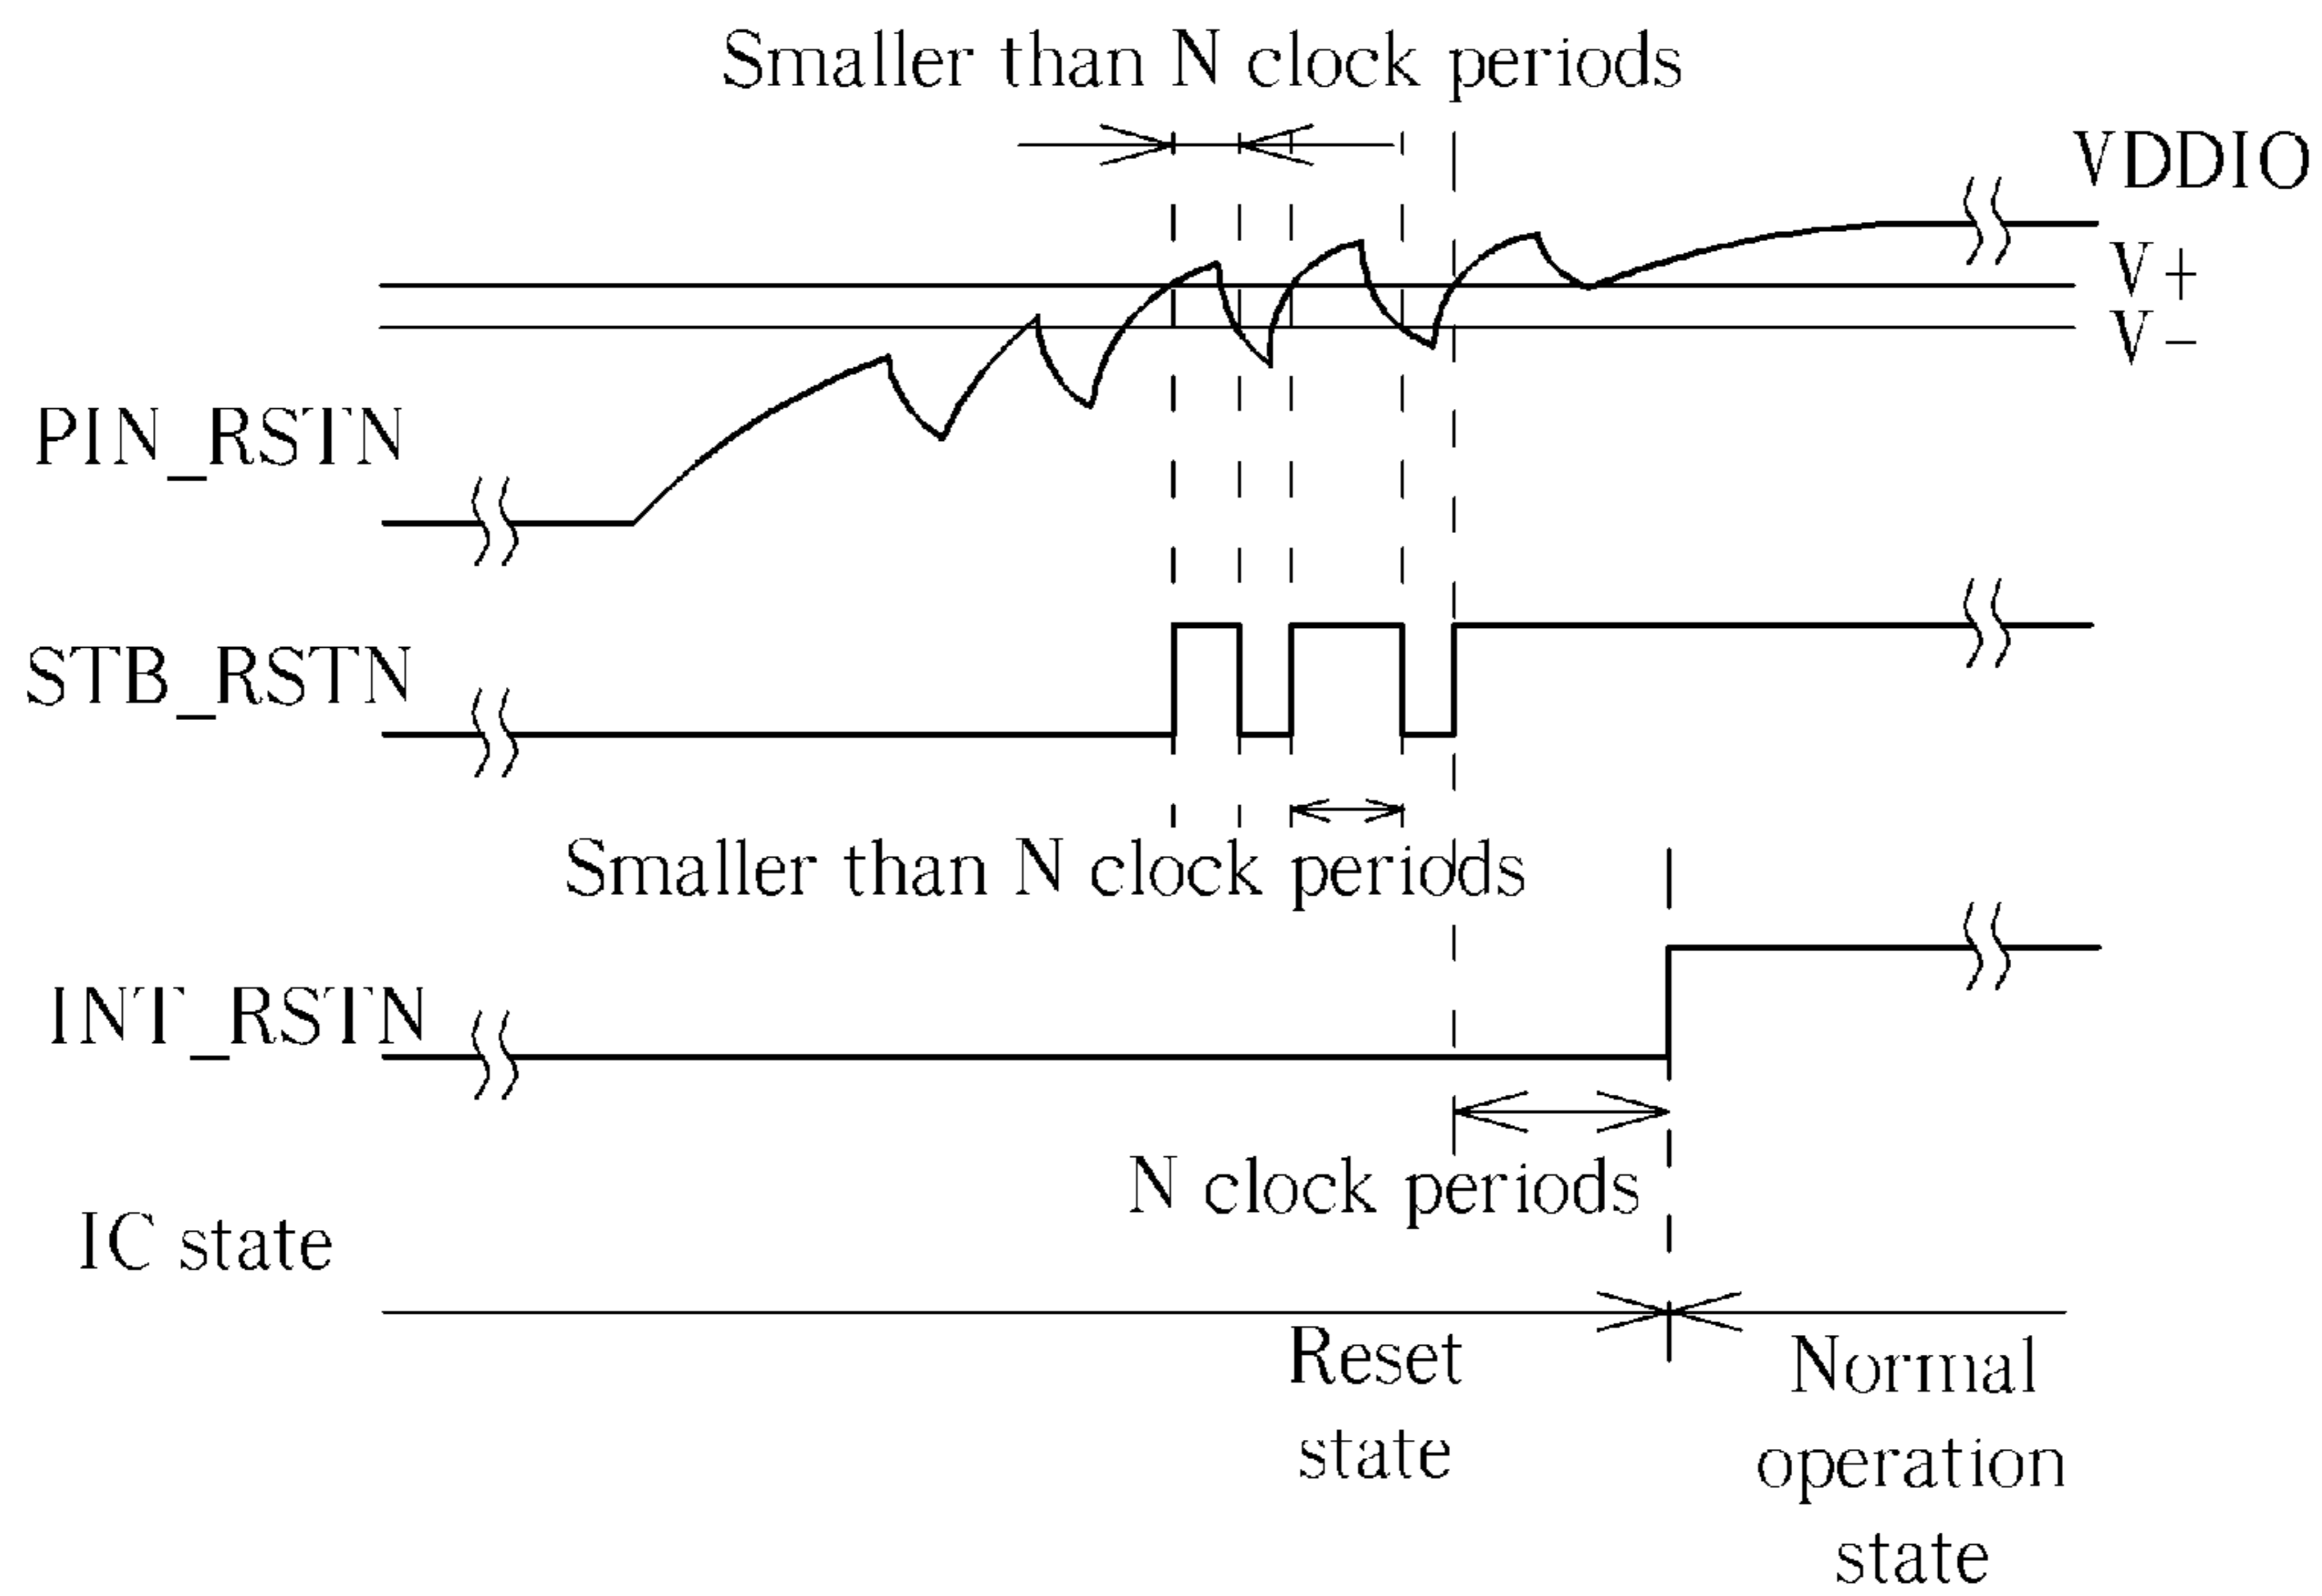 Smaller than N clock periods
VDDIO
V+
V-
PIN_RSTN
STB_RSTN
Smaller than N clock periods
INT_RSTN
N clock periods
IC state
Reset
state
Normal
operation
state